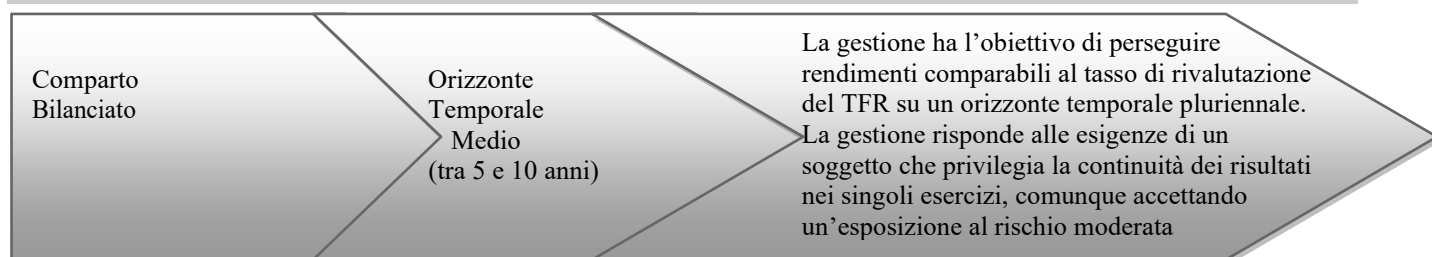 Comparto
Bilanciato
Orizzonte
Temporale
Medio
(tra 5 e 10 anni)
La gestione ha l’obiettivo di perseguire
rendimenti comparabili al tasso di rivalutazione
del TFR su un orizzonte temporale pluriennale.
La gestione risponde alle esigenze di un
soggetto che privilegia la continuità dei risultati
nei singoli esercizi, comunque accettando
un’esposizione al rischio moderata